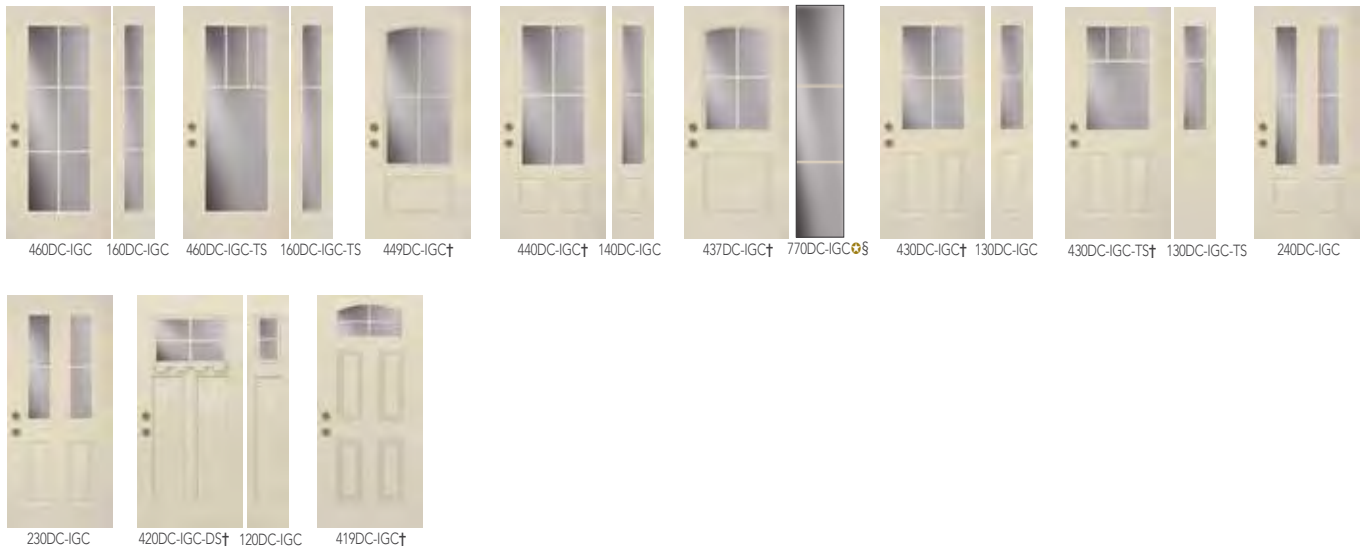 460DC-IGC 160DC-IGC 460DC-IGC-TS 160DC-IGC-TS 449DC-IGC† 440DC-IGC† 140DC-IGC 437DC-IGC† 770DC-IGC✪§ 430DC-IGC† 130DC-IGC 430DC-IGC-TS† 130DC-IGC-TS 240DC-IGC
230DC-IGC 420DC-IGC-DS† 120DC-IGC 419DC-IGC†